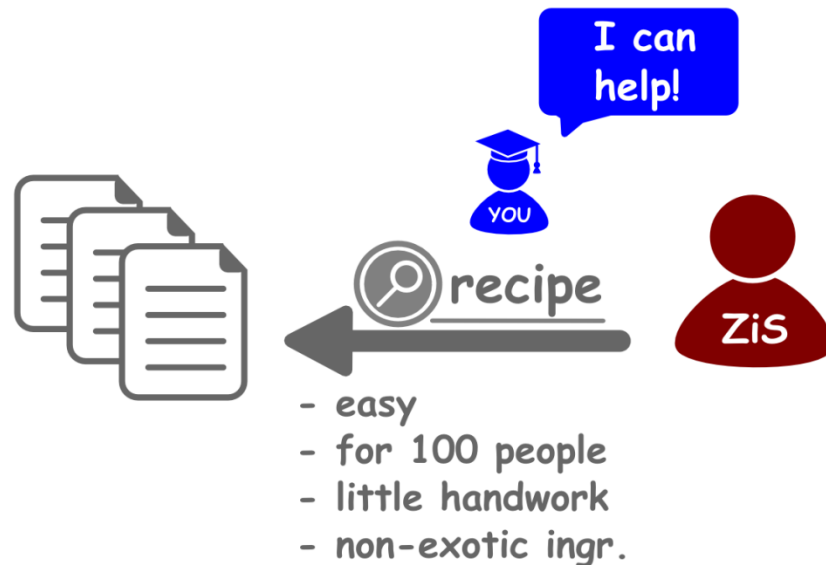 I can
help!
YOU
recipe
ZiS
- easy
- for 100 people
- little handwork
- non-exotic ingr.